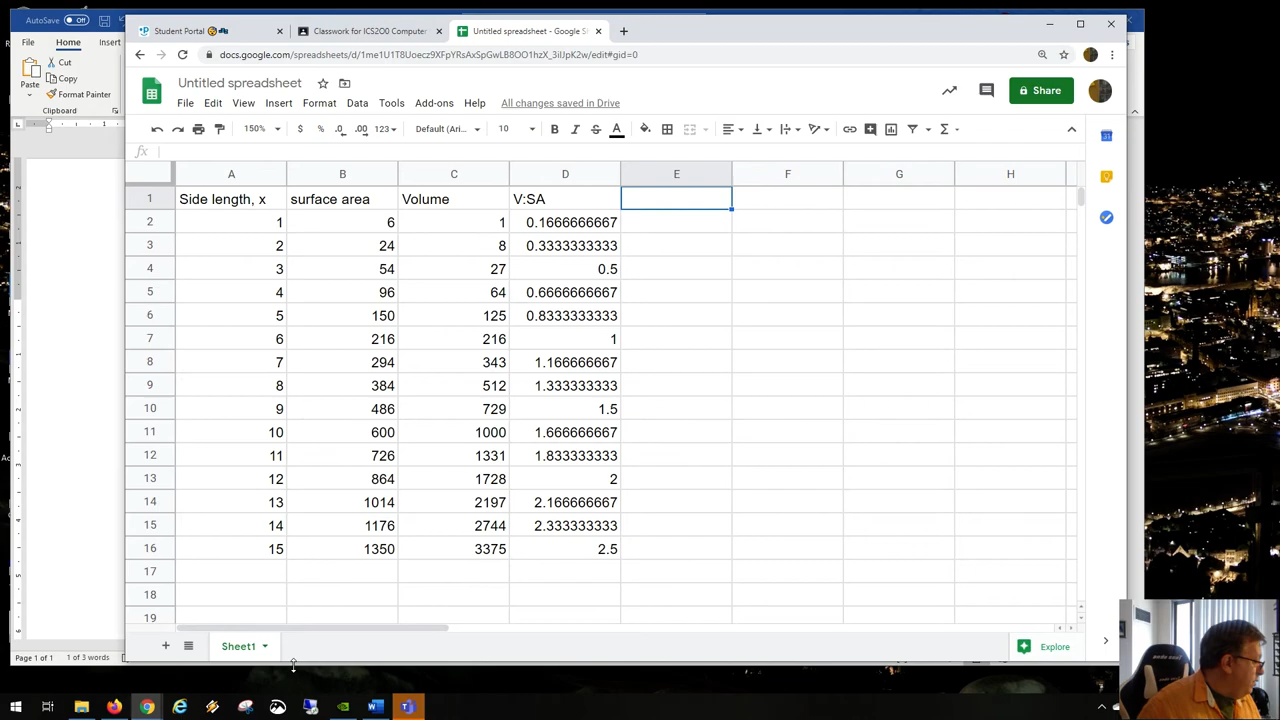 AutoSave Off
Student Portal
Classwork for ICS2O0 Computer
Untitled spreadsheet - Google S
docs.google.com/spreadsheets/d/
File Home
Cut
Copy
Format Painter
Paste
Clipboard
Untitled spreadsheet
File Edit View Insert Format Data Tools Add-ons Help All changes saved in Drive
Share
150% $ % .0 .00 123 Default (Ari... 10
fx
A B C D E F G H
1 Side length, x surface area Volume V:SA
2 1 6 1 0.1666666667
3 2 24 8 0.3333333333
4 3 54 27 0.5
5 4 96 64 0.6666666667
6 5 150 125 0.8333333333
7 6 216 216 1
8 7 294 343 1.166666667
9 8 384 512 1.333333333
10 9 486 729 1.5
11 10 600 1000 1.666666667
12 11 726 1331 1.833333333
13 12 864 1728 2
14 13 1014 2197 2.166666667
15 14 1176 2744 2.333333333
16 15 1350 3375 2.5
17
18
19
Sheet1
Explore
Page 1 of 1 1 of 3 words